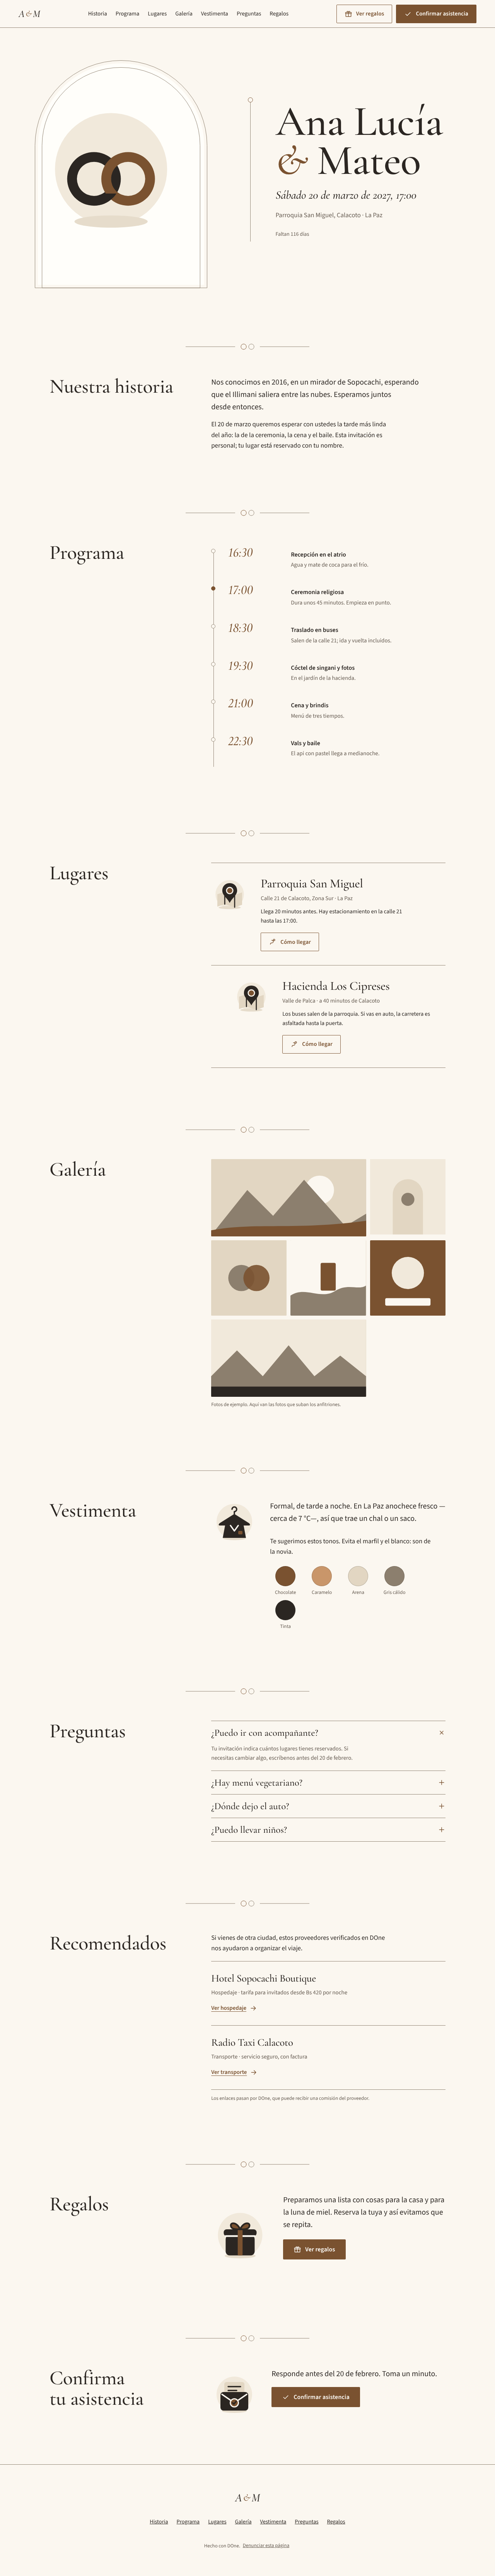 A & M
Historia Programa Lugares Galería Vestimenta Preguntas Regalos
Ver regalos
Confirmar asistencia
Ana Lucía
& Mateo
Sábado 20 de marzo de 2027, 17:00
Parroquia San Miguel, Calacoto · La Paz
Faltan 116 días
Nuestra historia
Nos conocimos en 2016, en un mirador de Sopocachi, esperando
que el Illimani saliera entre las nubes. Esperamos juntos
desde entonces.
El 20 de marzo queremos esperar con ustedes la tarde más linda
del año: la de la ceremonia, la cena y el baile. Esta invitación es
personal; tu lugar está reservado con tu nombre.
Programa
16:30
Recepción en el atrio
Agua y mate de coca para el frío.
17:00
Ceremonia religiosa
Dura unos 45 minutos. Empieza en punto.
18:30
Traslado en buses
Salen de la calle 21; ida y vuelta incluidos.
19:30
Cóctel de singani y fotos
En el jardín de la hacienda.
21:00
Cena y brindis
Menú de tres tiempos.
22:30
Vals y baile
El api con pastel llega a medianoche.
Lugares
Parroquia San Miguel
Calle 21 de Calacoto, Zona Sur · La Paz
Llega 20 minutos antes. Hay estacionamiento en la calle 21
hasta las 17:00.
Cómo llegar
Hacienda Los Cipreses
Valle de Palca · a 40 minutos de Calacoto
Los buses salen de la parroquia. Si vas en auto, la carretera es
asfaltada hasta la puerta.
Cómo llegar
Galería
Fotos de ejemplo. Aquí van las fotos que suban los anfitriones.
Vestimenta
Formal, de tarde a noche. En La Paz anochece fresco —
cerca de 7 °C—, así que trae un chal o un saco.
Te sugerimos estos tonos. Evita el marfil y el blanco: son de
la novia.
Chocolate Caramelo Arena Gris cálido
Tinta
Preguntas
¿Puedo ir con acompañante?
Tu invitación indica cuántos lugares tienes reservados. Si
necesitas cambiar algo, escríbenos antes del 20 de febrero.
¿Hay menú vegetariano?
¿Dónde dejo el auto?
¿Puedo llevar niños?
Recomendados
Si vienes de otra ciudad, estos proveedores verificados en DOne
nos ayudaron a organizar el viaje.
Hotel Sopocachi Boutique
Hospedaje · tarifa para invitados desde Bs 420 por noche
Ver hospedaje
Radio Taxi Calacoto
Transporte · servicio seguro, con factura
Ver transporte
Los enlaces pasan por DOne, que puede recibir una comisión del proveedor.
Regalos
Preparamos una lista con cosas para la casa y para
la luna de miel. Reserva la tuya y así evitamos que
se repita.
Ver regalos
Confirma
tu asistencia
Responde antes del 20 de febrero. Toma un minuto.
Confirmar asistencia
A & M
Historia Programa Lugares Galería Vestimenta Preguntas Regalos
Hecho con DOne. Denunciar esta página